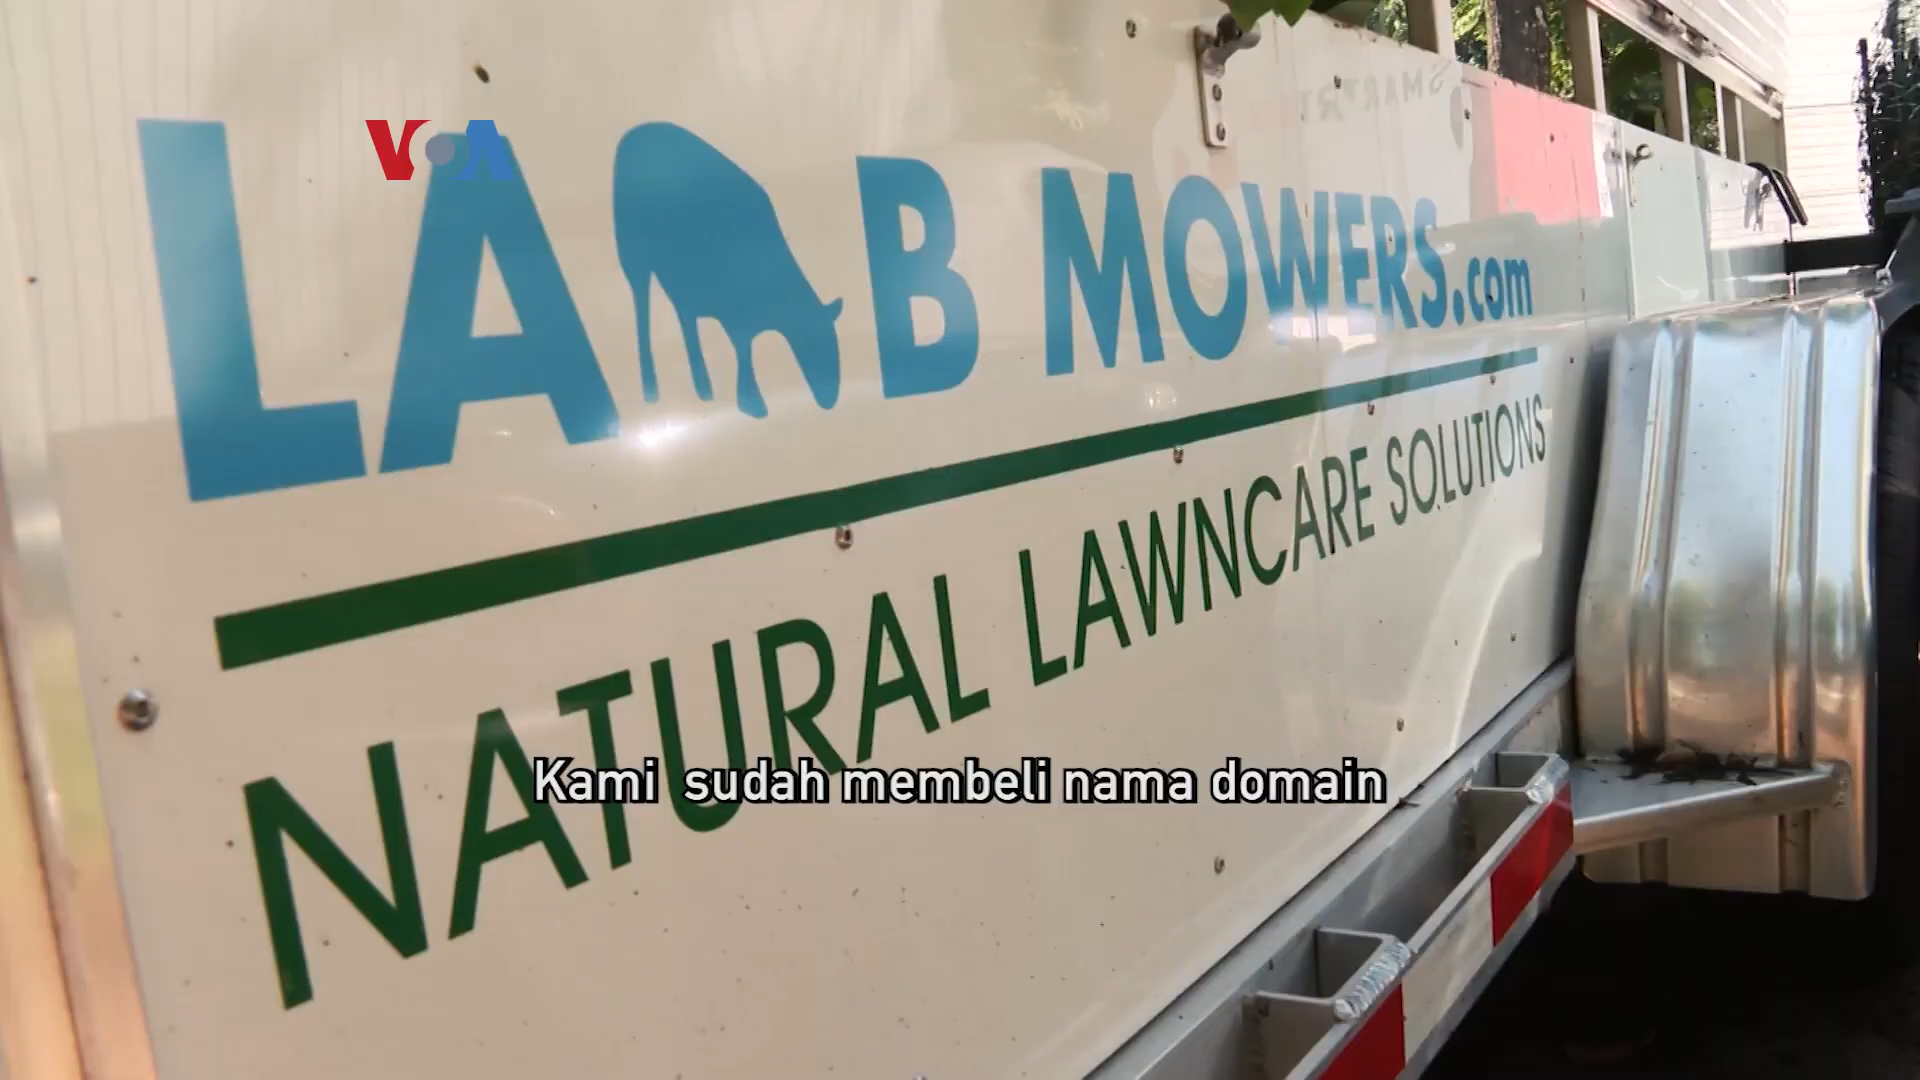 VOA
LAMB MOWERS.com
NATURAL LAWNCARE SOLUTIONS
Kami sudah membeli nama domain